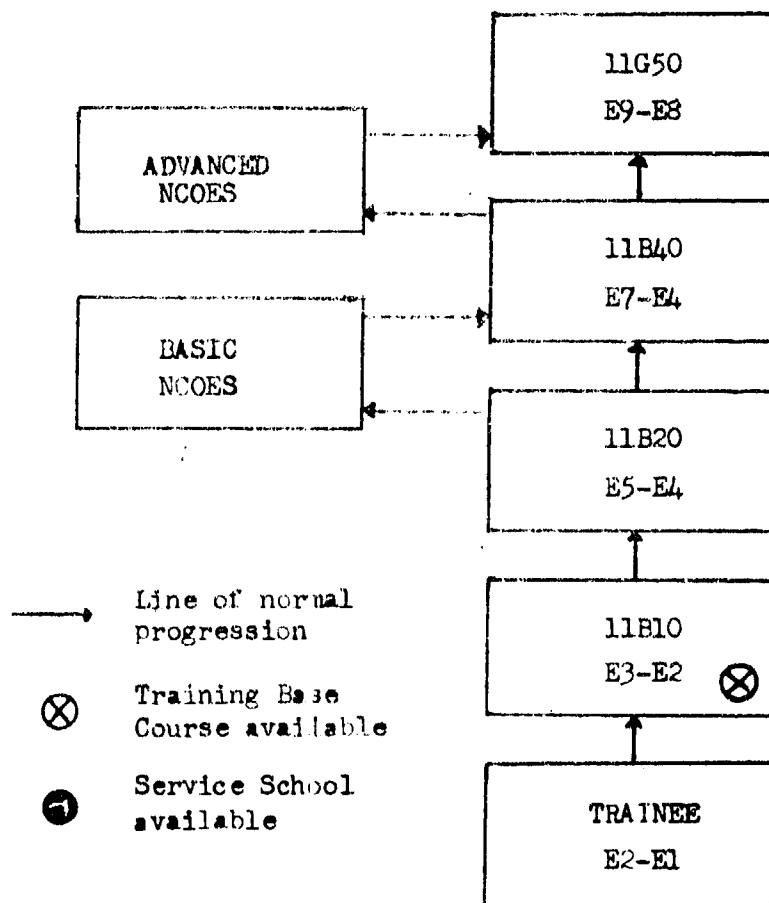 11G50
E9-E8
ADVANCED
NCOES
11B40
E7-E4
BASIC
NCOES
11B20
E5-E4
Line of normal
progression
11B10
E3-E2
Training Base
Course available
Service School
available
TRAINEE
E2-E1